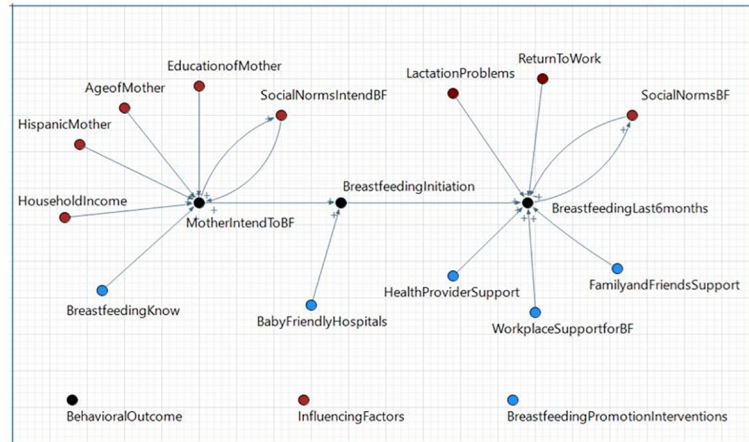 EducationofMother
ReturnToWork
LactationProblems
AgeofMother
SocialNormsIntendBF
SocialNormsBF
HispanicMother
BreastfeedingInitiation
HouseholdIncome
BreastfeedingLast6months
MotherIntendToBF
FamilyandFriendsSupport
HealthProviderSupport
BreastfeedingKnow
BabyFriendlyHospitals
WorkplaceSupportforBF
BehavioralOutcome
InfluencingFactors
BreastfeedingPromotionInterventions